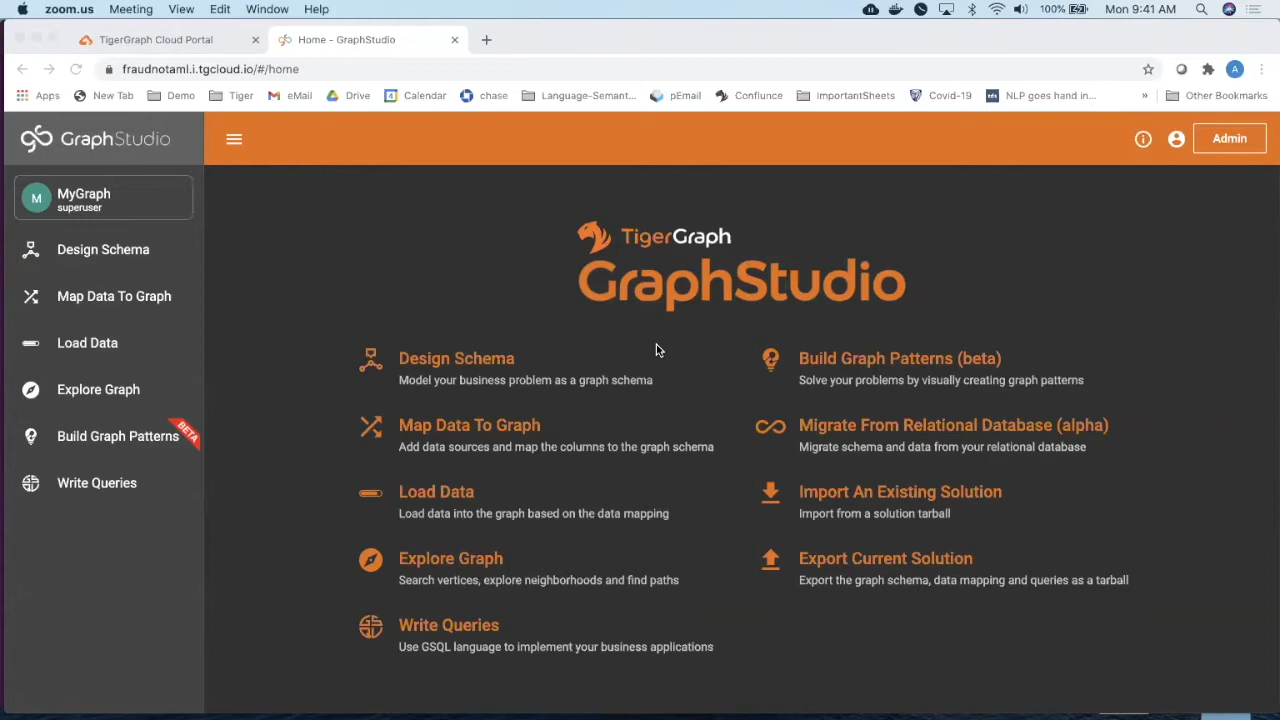 zoom.us Meeting View Edit Window Help 100% Mon 9:41 AM
TigerGraph Cloud Portal Home - GraphStudio
fraudnotaml.i.tgcloud.io/#/home A
Apps New Tab Demo Tiger eMail Drive Calendar chase Language-Semant... pEmail Conflunce ImportantSheets Covid-19 NLP goes hand in... » Other Bookmarks
GraphStudio
Admin
M MyGraph
superuser
Design Schema
Map Data To Graph
Load Data
Explore Graph
Build Graph Patterns
BETA
Write Queries
TigerGraph
GraphStudio
Design Schema
Model your business problem as a graph schema
Map Data To Graph
Add data sources and map the columns to the graph schema
Load Data
Load data into the graph based on the data mapping
Explore Graph
Search vertices, explore neighborhoods and find paths
Write Queries
Use GSQL language to implement your business applications
Build Graph Patterns (beta)
Solve your problems by visually creating graph patterns
Migrate From Relational Database (alpha)
Migrate schema and data from your relational database
Import An Existing Solution
Import from a solution tarball
Export Current Solution
Export the graph schema, data mapping and queries as a tarball